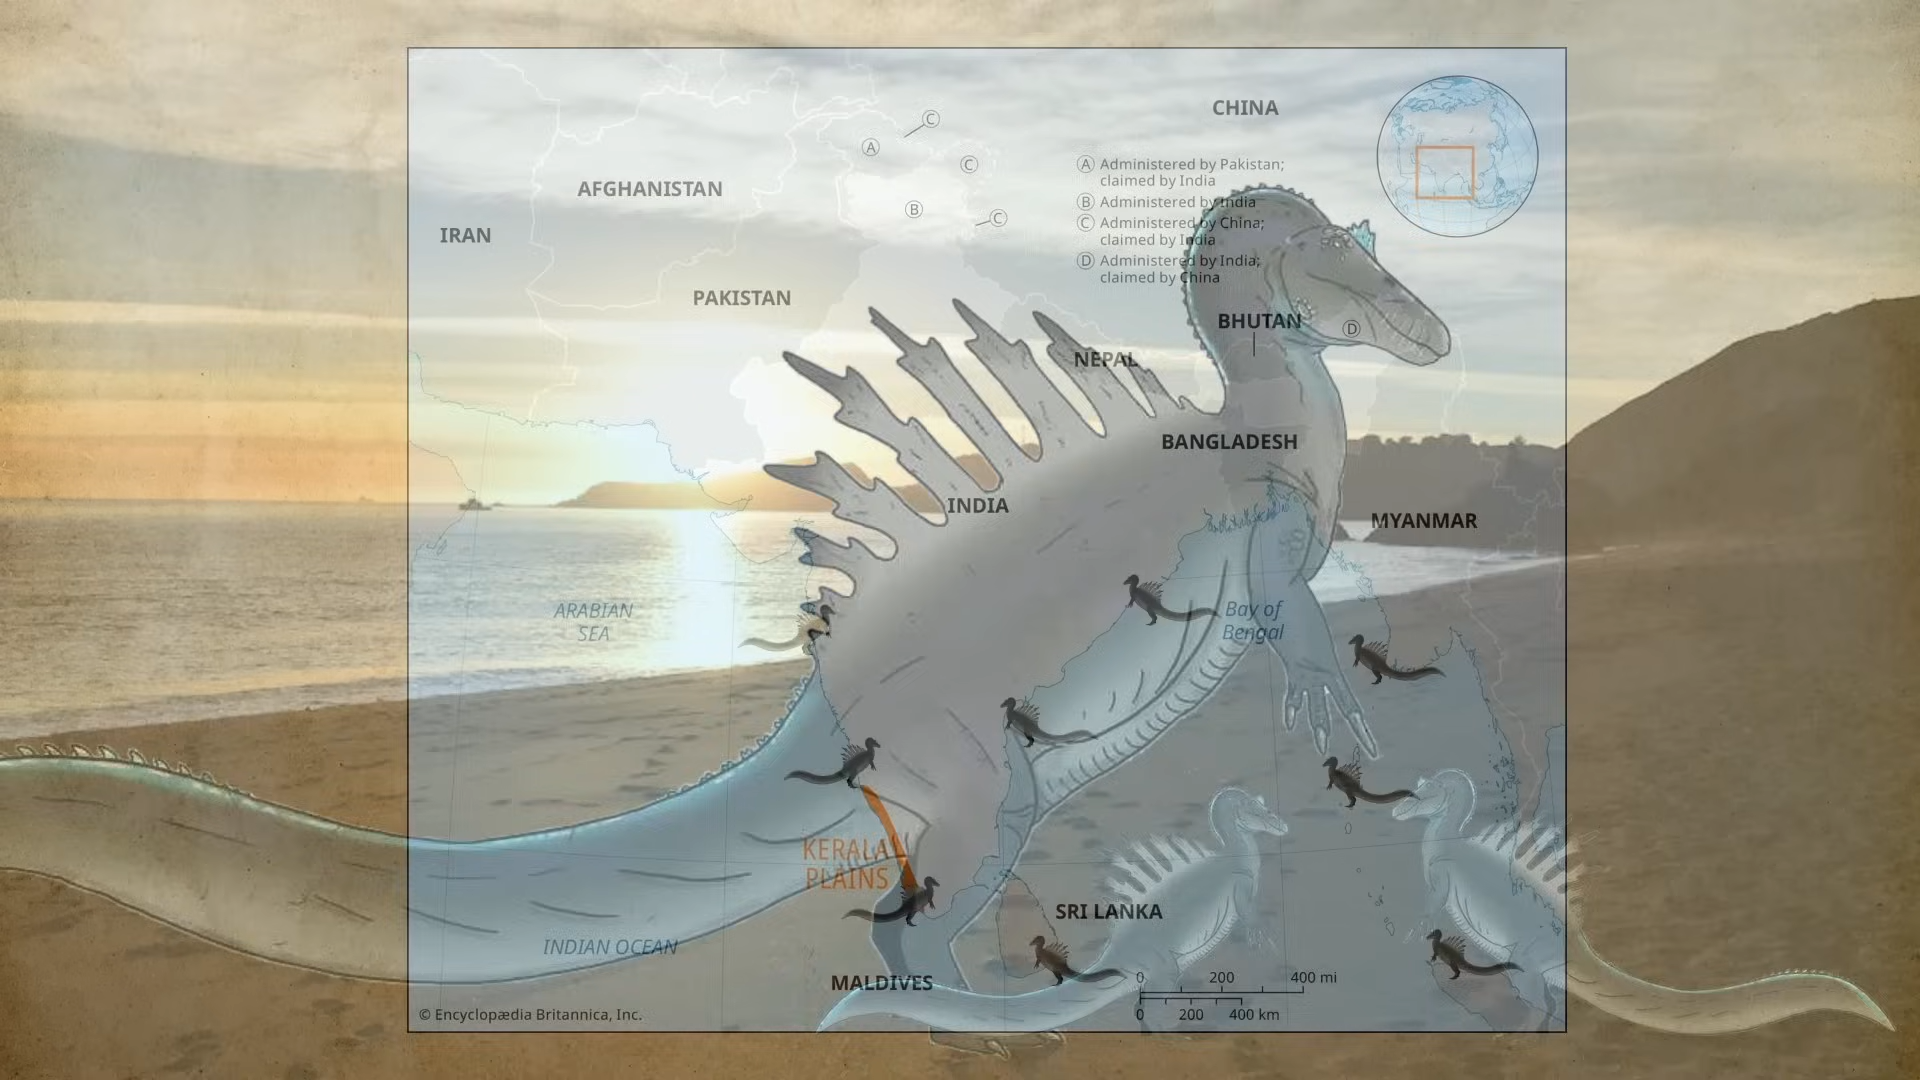 CHINA
Ⓒ
Ⓐ
Ⓒ
Ⓐ Administered by Pakistan;
claimed by India
AFGHANISTAN
Ⓑ Administered by India
Ⓑ
Ⓒ
Ⓒ Administered by China;
claimed by India
IRAN
Ⓓ Administered by India;
claimed by China
PAKISTAN
BHUTAN
Ⓓ
NEPAL
BANGLADESH
INDIA
MYANMAR
ARABIAN
SEA
Bay of
Bengal
KERALA
PLAINS
SRI LANKA
INDIAN OCEAN
MALDIVES
0 200 400 mi
0 200 400 km
© Encyclopædia Britannica, Inc.